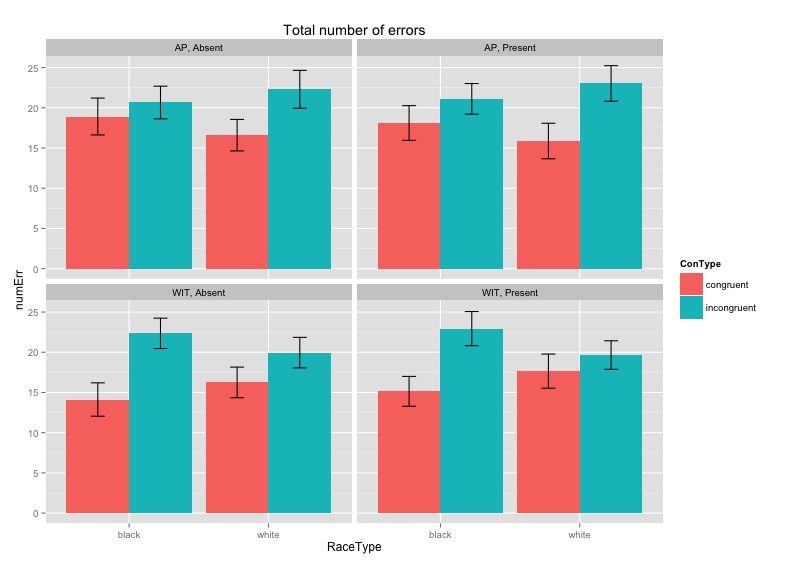 Total number of errors
AP, Absent
AP, Present
25
20
15
10
5
0
WIT, Absent
WIT, Present
25
20
15
10
5
0
numErr
black
white
black
white
RaceType
ConType
congruent
incongruent